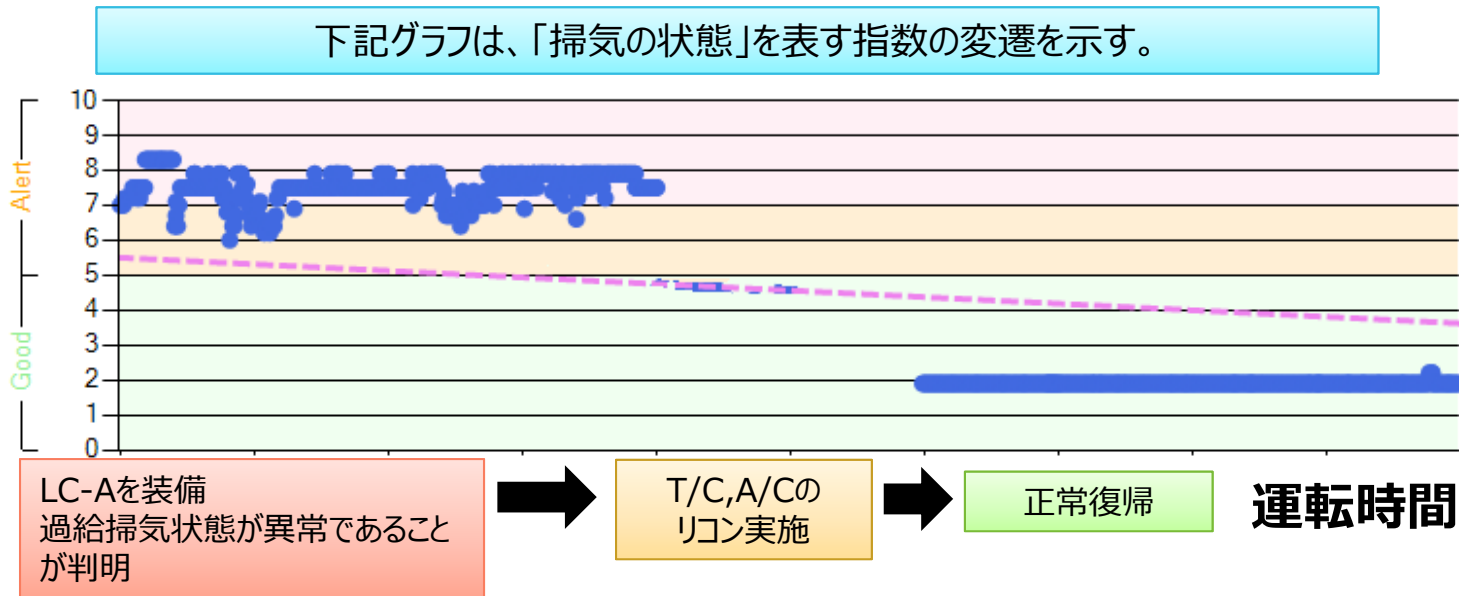 下記グラフは、「掃気の状態」を表す指数の変遷を示す。
10
9
8
7
6
5
4
3
2
1
0
Alert
Good
LC-Aを装備
過給掃気状態が異常であること
が判明
T/C,A/Cの
リコン実施
正常復帰
運転時間